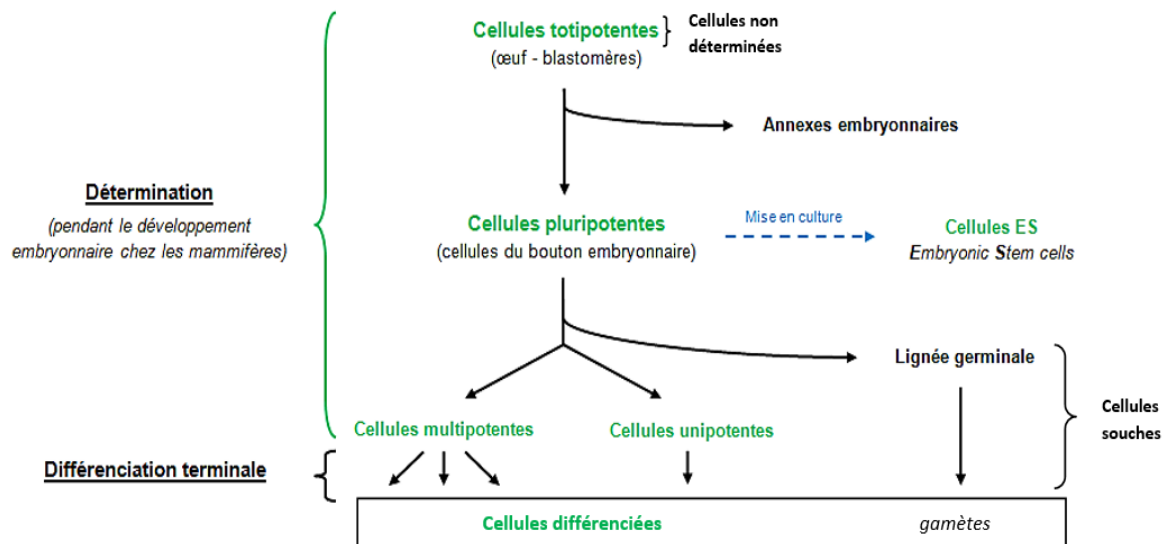 Cellules totipotentes
(œuf - blastomères)
Cellules non
déterminées
Annexes embryonnaires
Détermination
(pendant le développement
embryonnaire chez les mammifères)
Cellules pluripotentes
(cellules du bouton embryonnaire)
Mise en culture
Cellules ES
Embryonic Stem cells
Lignée germinale
Cellules
souches
Cellules multipotentes
Cellules unipotentes
Différenciation terminale
Cellules différenciées
gamètes